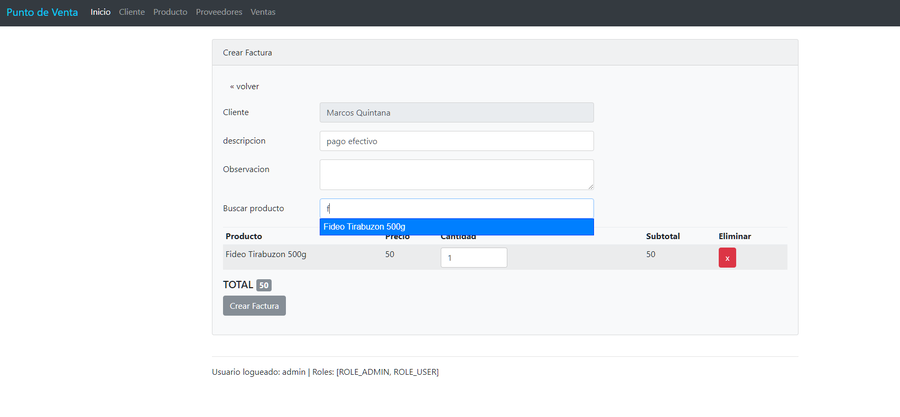 Punto de Venta Inicio Cliente Producto Proveedores Ventas
Crear Factura
« volver
Cliente Marcos Quintana
descripcion pago efectivo
Observacion
Buscar producto f
Fideo Tirabuzon 500g
Producto Precio Cantidad Subtotal Eliminar
Fideo Tirabuzon 500g 50 1 50 x
TOTAL 50
Crear Factura
Usuario logueado: admin | Roles: [ROLE_ADMIN, ROLE_USER]